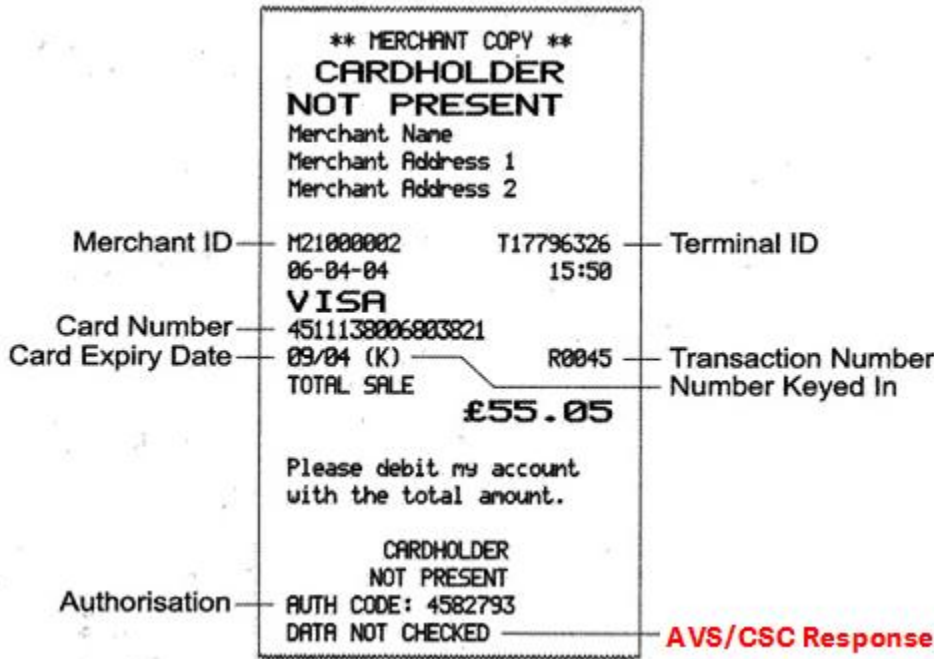 ** MERCHANT COPY **
CARDHOLDER
NOT PRESENT
Merchant Name
Merchant Address 1
Merchant Address 2
Merchant ID M21000002 T17796326 Terminal ID
06-04-04 15:50
VISA
Card Number 4511138006803821
Card Expiry Date 09/04 (K) R0045 Transaction Number
TOTAL SALE Number Keyed In
£55.05
Please debit my account
with the total amount.
CARDHOLDER
NOT PRESENT
Authorisation AUTH CODE: 4582793
DATA NOT CHECKED AVS/CSC Response